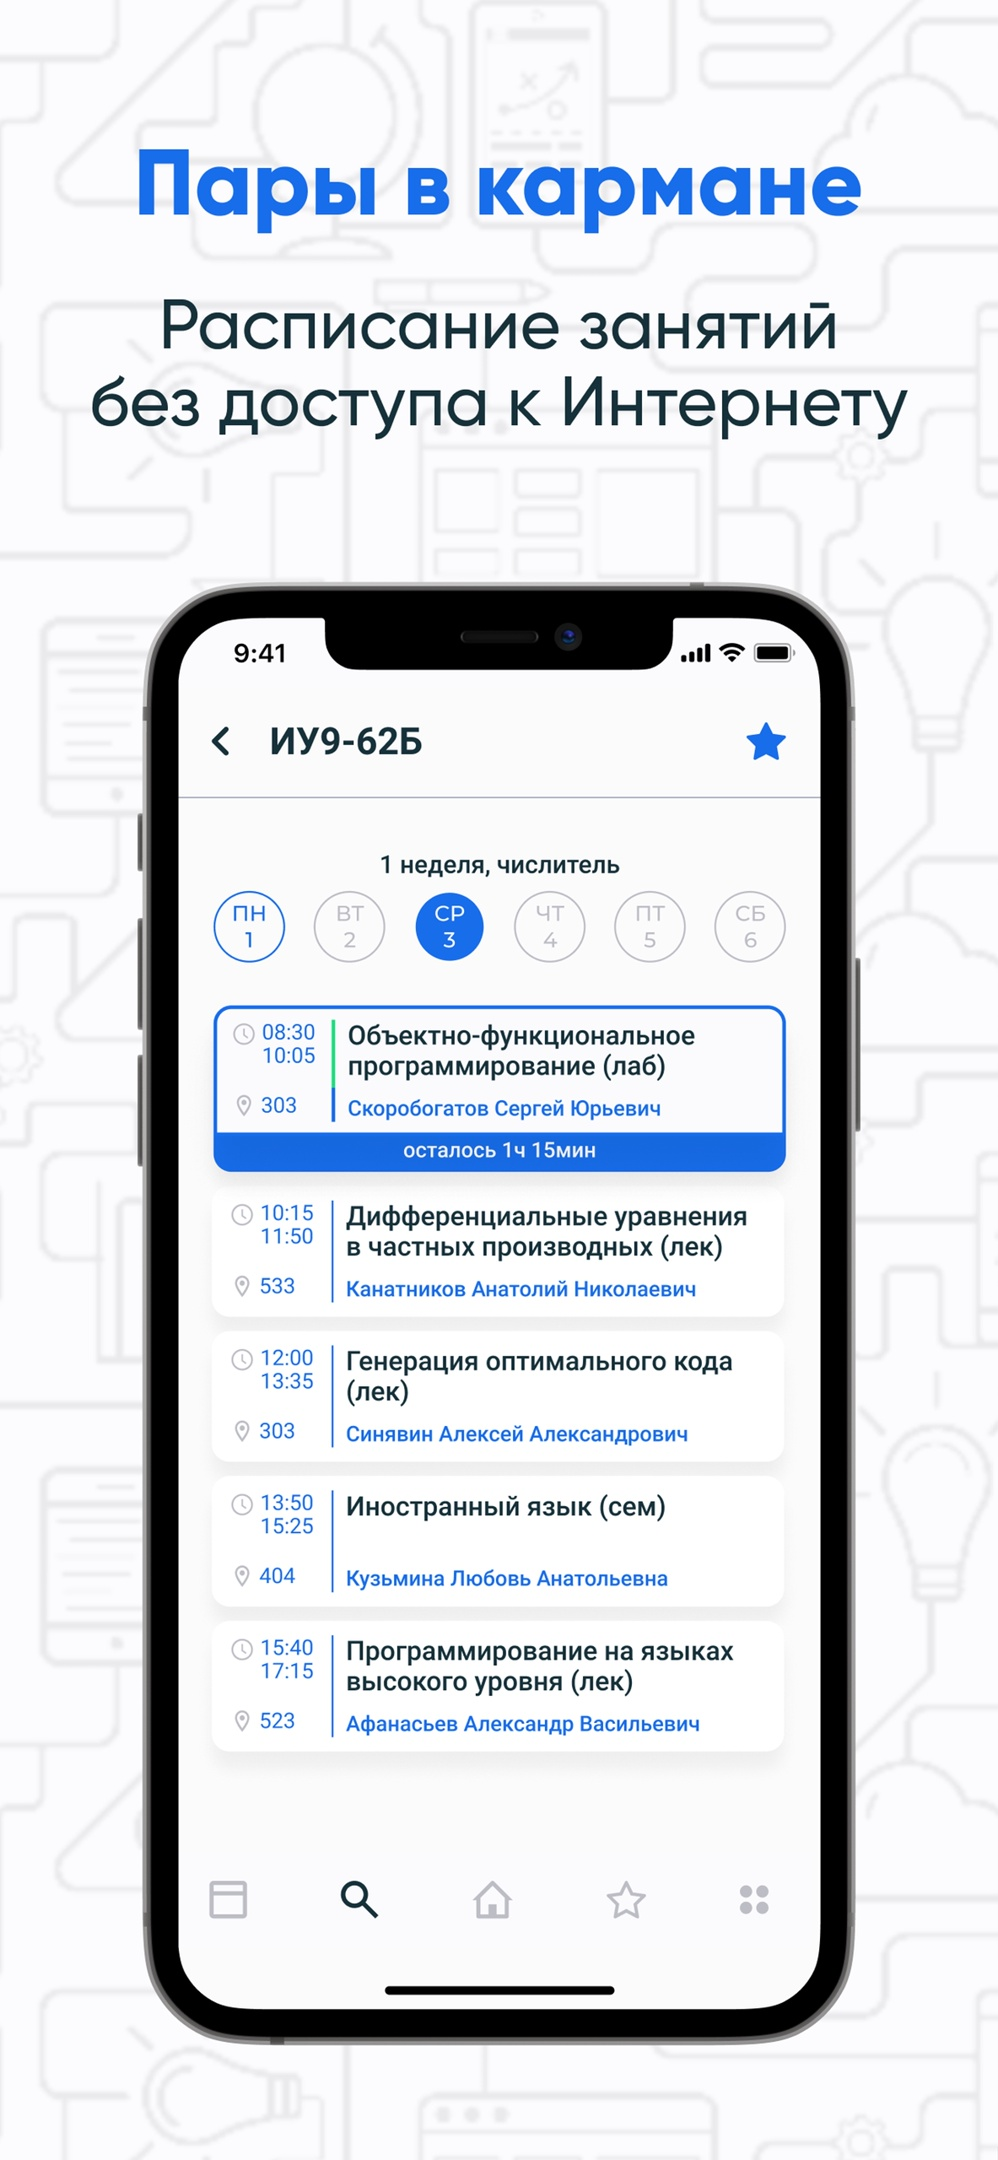 Пары в кармане
Расписание занятий
без доступа к Интернету
9:41
ИУ9-62Б
1 неделя, числитель
ПН ВТ СР ЧТ ПТ СБ
1 2 3 4 5 6
08:30
10:05
Объектно-функциональное
программирование (лаб)
303
Скоробогатов Сергей Юрьевич
осталось 1ч 15мин
10:15
11:50
Дифференциальные уравнения
в частных производных (лек)
533
Канатников Анатолий Николаевич
12:00
13:35
Генерация оптимального кода
(лек)
303
Синявин Алексей Александрович
13:50
15:25
Иностранный язык (сем)
404
Кузьмина Любовь Анатольевна
15:40
17:15
Программирование на языках
высокого уровня (лек)
523
Афанасьев Александр Васильевич